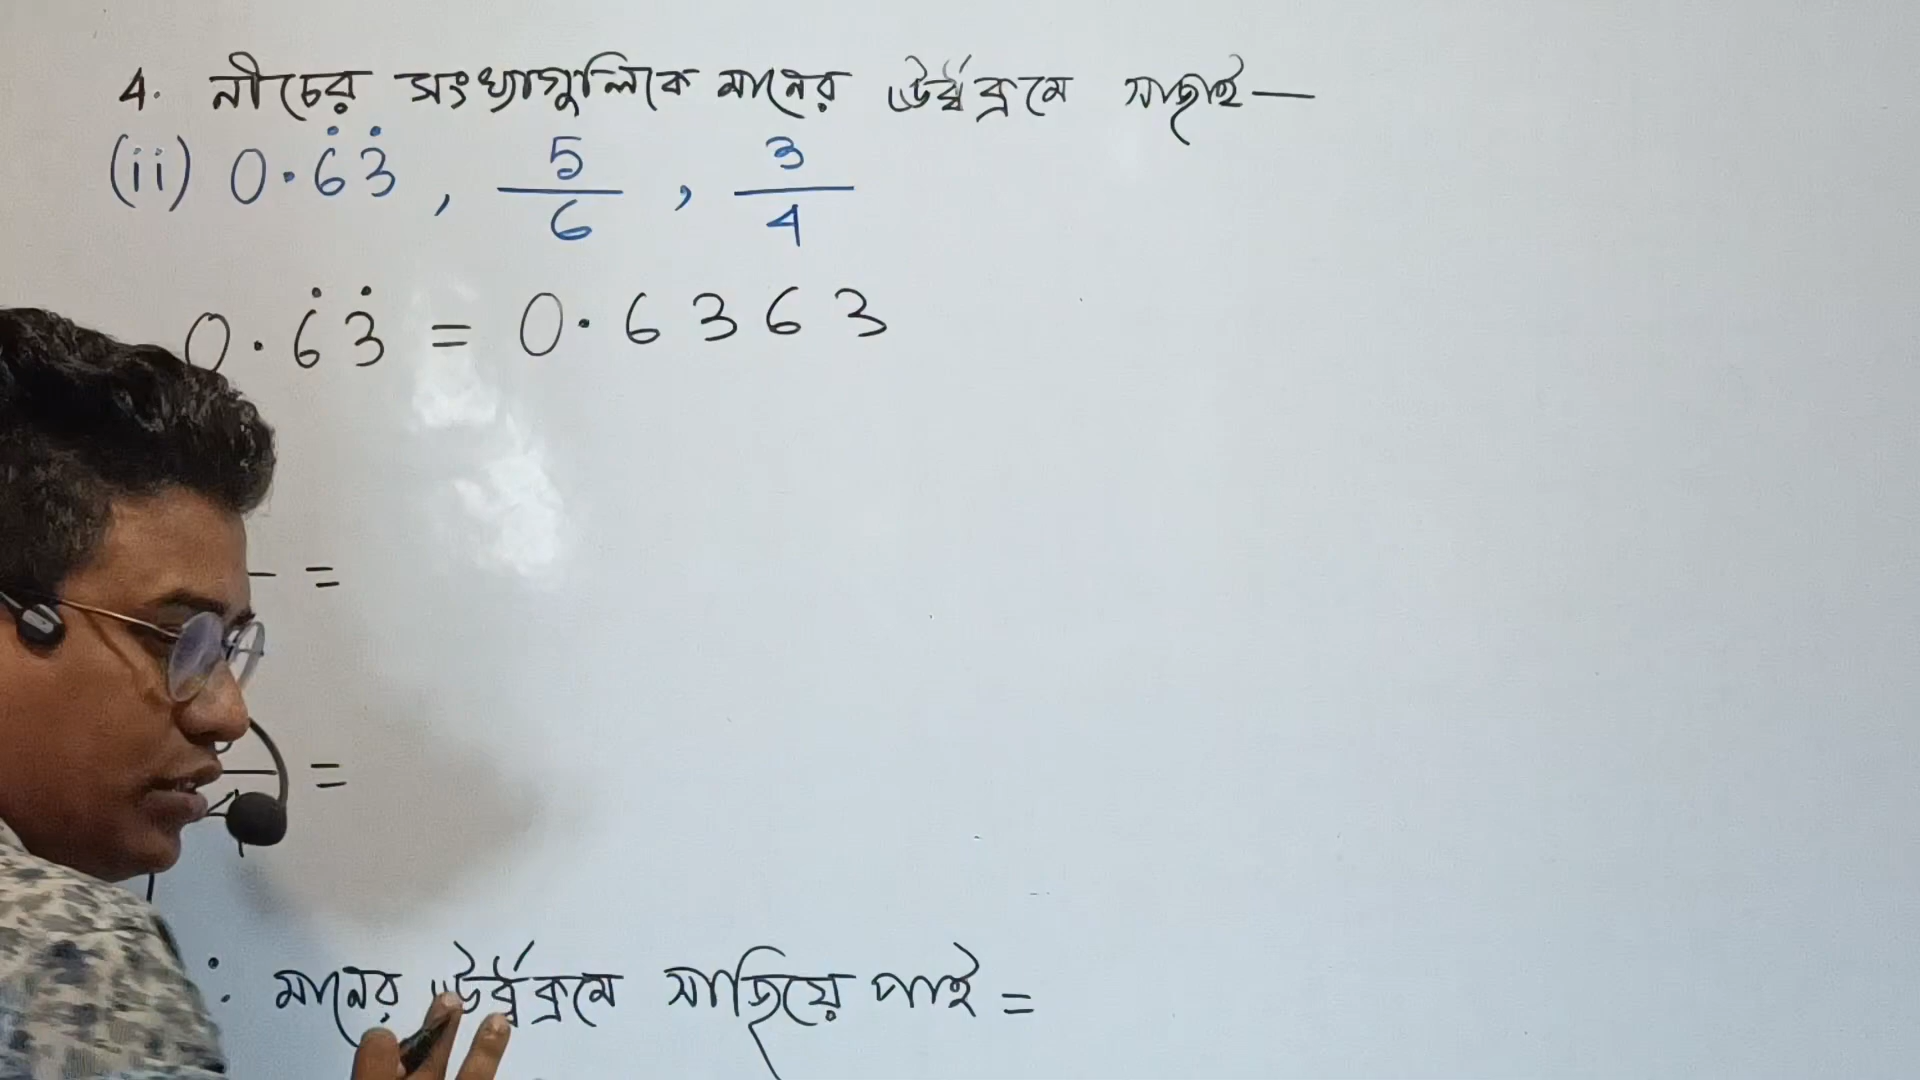 4. নীচের সংখ্যাগুলিকে মানের ঊর্ধ্বক্রমে সাজাই—
(ii) 0·6̇3̇ , 5/6 , 3/4
0·6̇3̇ = 0·6363
=
4 =
∴ মানের ঊর্ধ্বক্রমে সাজিয়ে পাই =